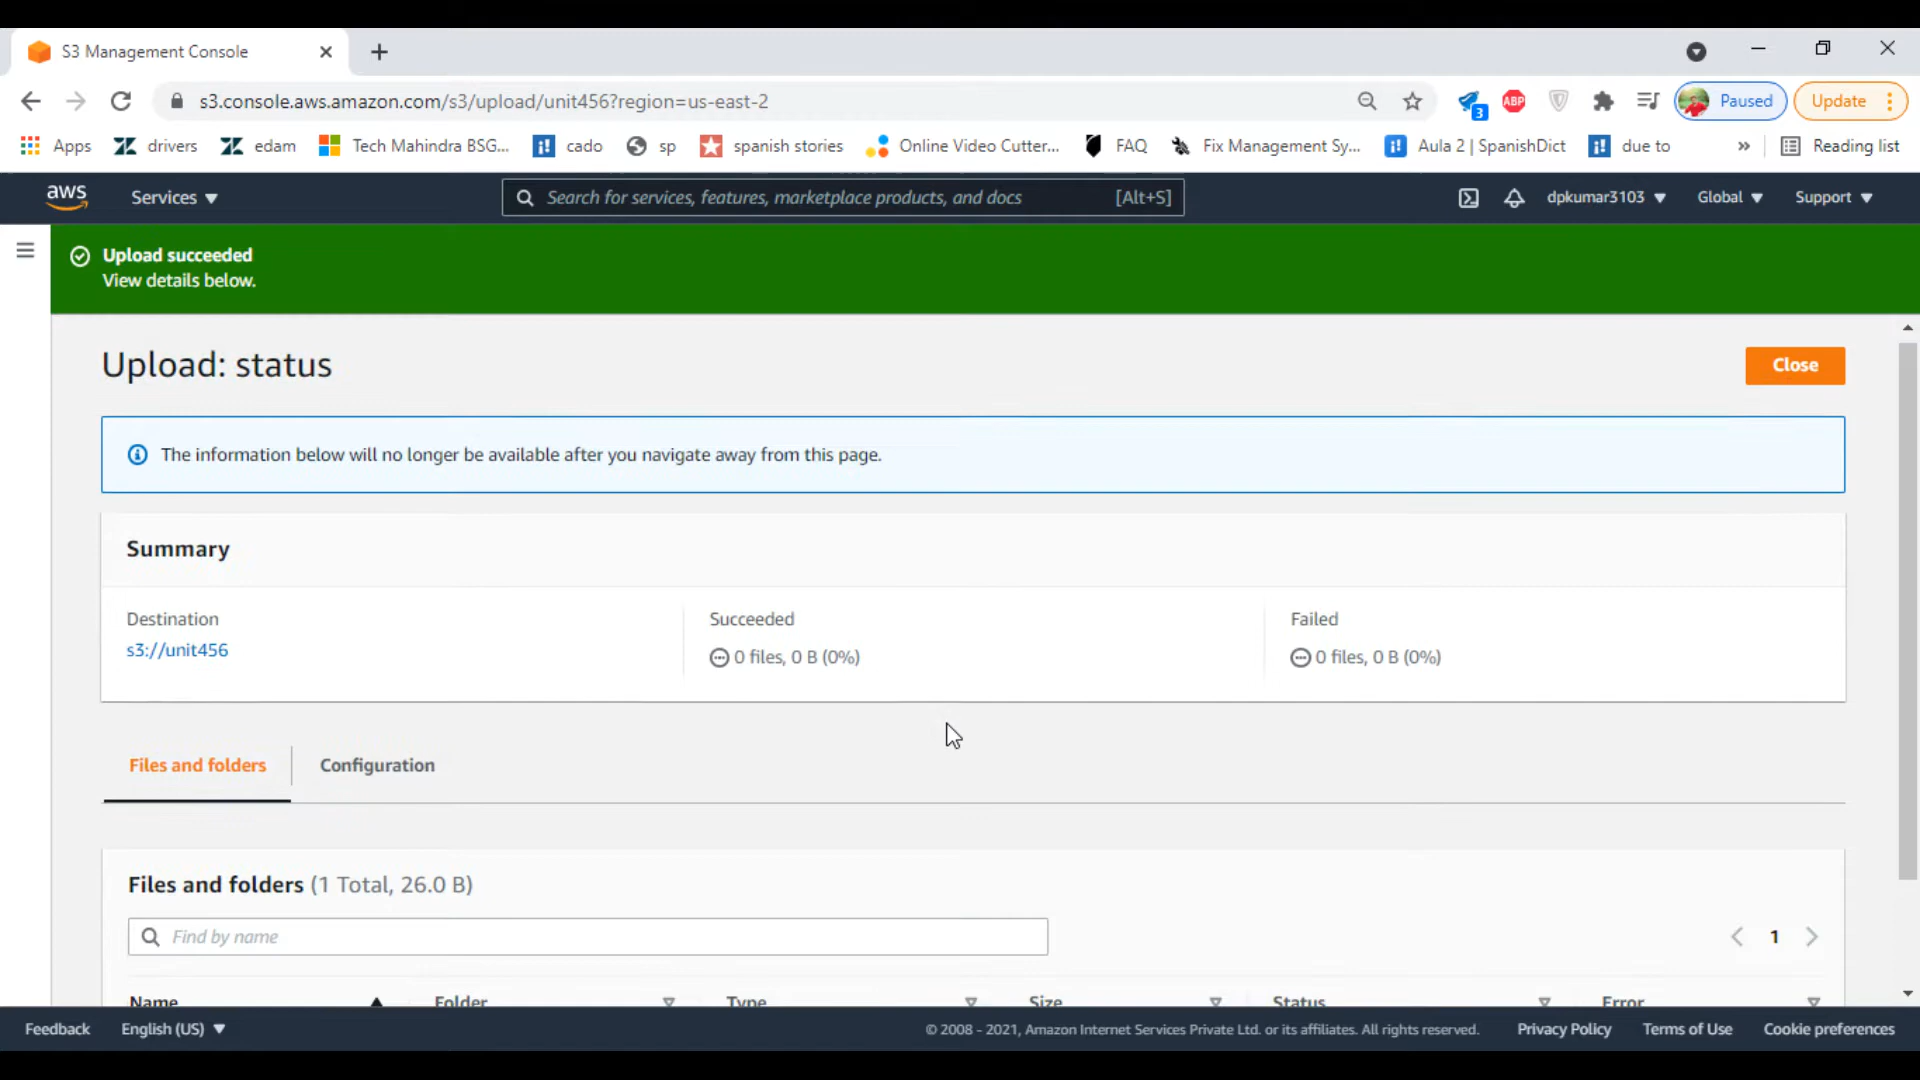 S3 Management Console
s3.console.aws.amazon.com/s3/upload/unit456?region=us-east-2
3
ABP
Paused
Update
Apps
drivers
edam
Tech Mahindra BSG...
cado
sp
spanish stories
Online Video Cutter...
FAQ
Fix Management Sy...
Aula 2 | SpanishDict
due to
»
Reading list
aws
Services
Search for services, features, marketplace products, and docs
[Alt+S]
dpkumar3103
Global
Support
Upload succeeded
View details below.
Upload: status
Close
The information below will no longer be available after you navigate away from this page.
Summary
Destination
s3://unit456
Succeeded
0 files, 0 B (0%)
Failed
0 files, 0 B (0%)
Files and folders
Configuration
Files and folders (1 Total, 26.0 B)
Find by name
1
Name
Folder
Type
Size
Status
Error
Feedback
English (US)
© 2008 - 2021, Amazon Internet Services Private Ltd. or its affiliates. All rights reserved.
Privacy Policy
Terms of Use
Cookie preferences